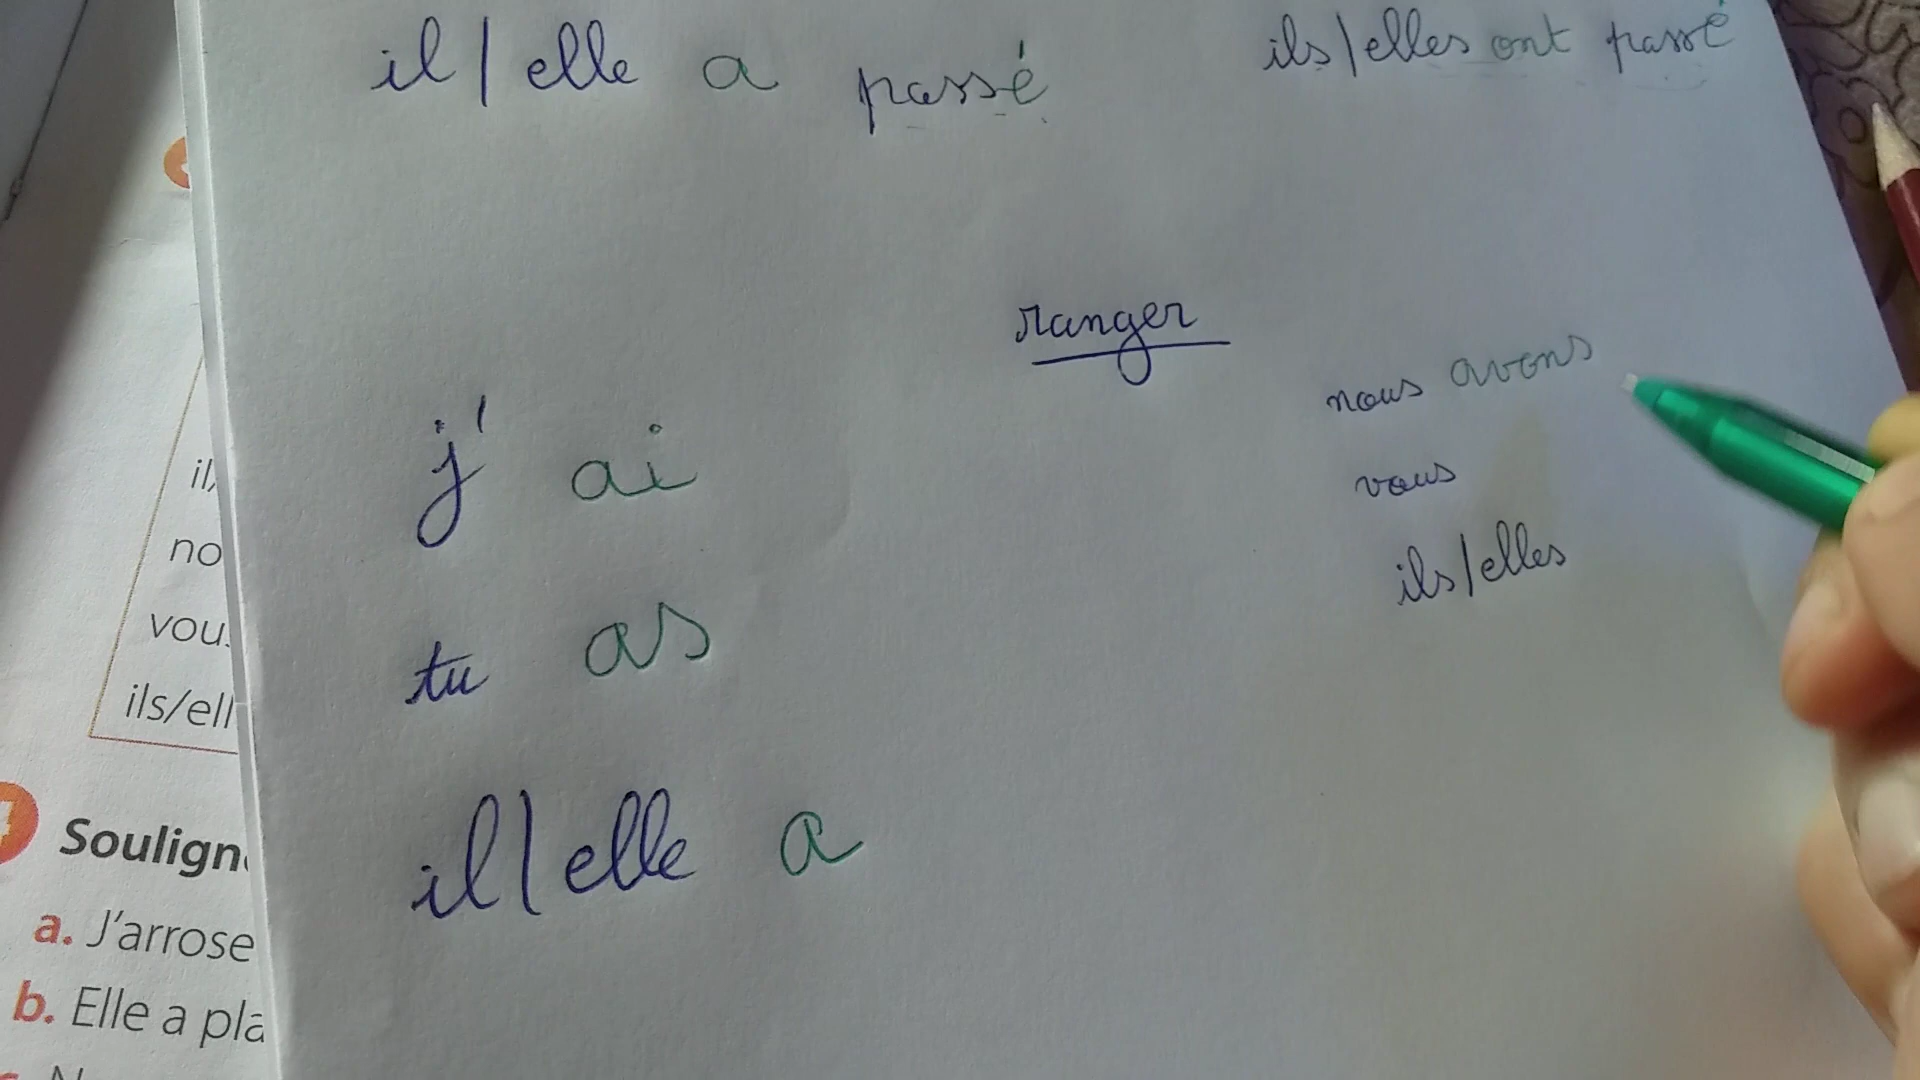 il/elle a passé
ils/elles ont passé
ranger
j' ai
tu as
il/elle a
nous avons
vous
ils/elles
il/
no
vou
ils/ell
Soulign
a. J'arrose
b. Elle a pla